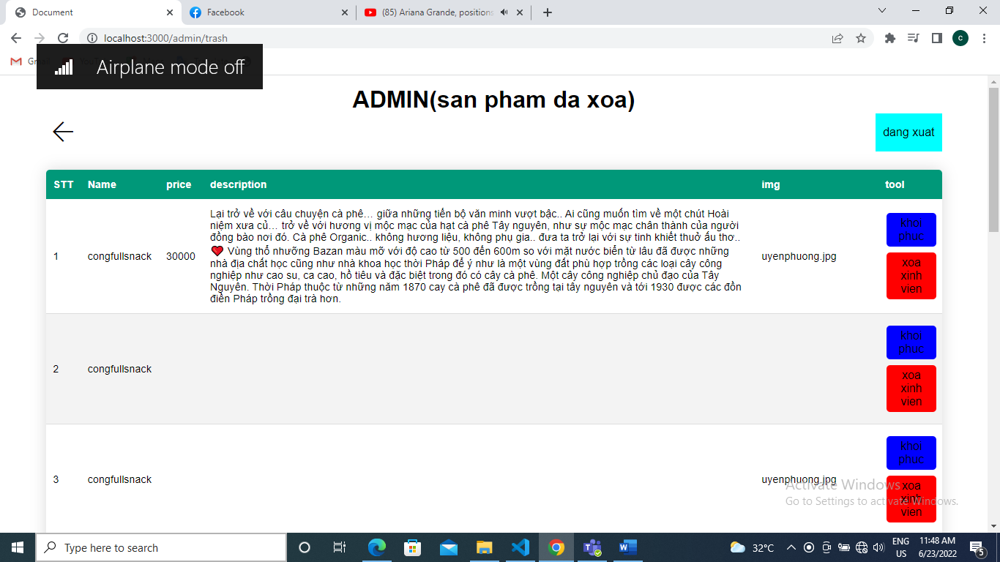 Document
Facebook
(85) Ariana Grande, positions
localhost:3000/admin/trash
c
Airplane mode off
ADMIN(san pham da xoa)
dang xuat
STT Name price description img tool
Lại trở về với câu chuyện cà phê… giữa những tiến bộ văn minh vượt bậc.. Ai cũng muốn tìm về một chút Hoài
niệm xưa củ… trở về với hương vị mộc mạc của hạt cà phê Tây nguyên, như sự mộc mạc chân thành của người
đồng bào nơi đó. Cà phê Organic.. không hương liệu, không phụ gia.. đưa ta trở lại với sự tinh khiết thuở ấu thơ..
❤ Vùng thổ nhưỡng Bazan màu mỡ với độ cao từ 500 đến 600m so với mặt nước biển từ lâu đã được những
nhà địa chất học cũng như nhà khoa học thời Pháp để ý như là một vùng đất phù hợp trồng các loại cây công
nghiệp như cao su, ca cao, hồ tiêu và đặc biệt trong đó có cây cà phê. Một cây công nghiệp chủ đạo của Tây
Nguyên. Thời Pháp thuộc từ những năm 1870 cay cà phê đã được trồng tại tây nguyên và tới 1930 được các đồn
điền Pháp trồng đại trà hơn.
1 congfullsnack 30000 uyenphuong.jpg
khoi
phuc
xoa
xinh
vien
2 congfullsnack
khoi
phuc
xoa
xinh
vien
3 congfullsnack uyenphuong.jpg
khoi
phuc
xoa
xinh
vien
Activate Windows
Go to Settings to activate Windows.
Type here to search
32°C
ENG
US
11:48 AM
6/23/2022
5